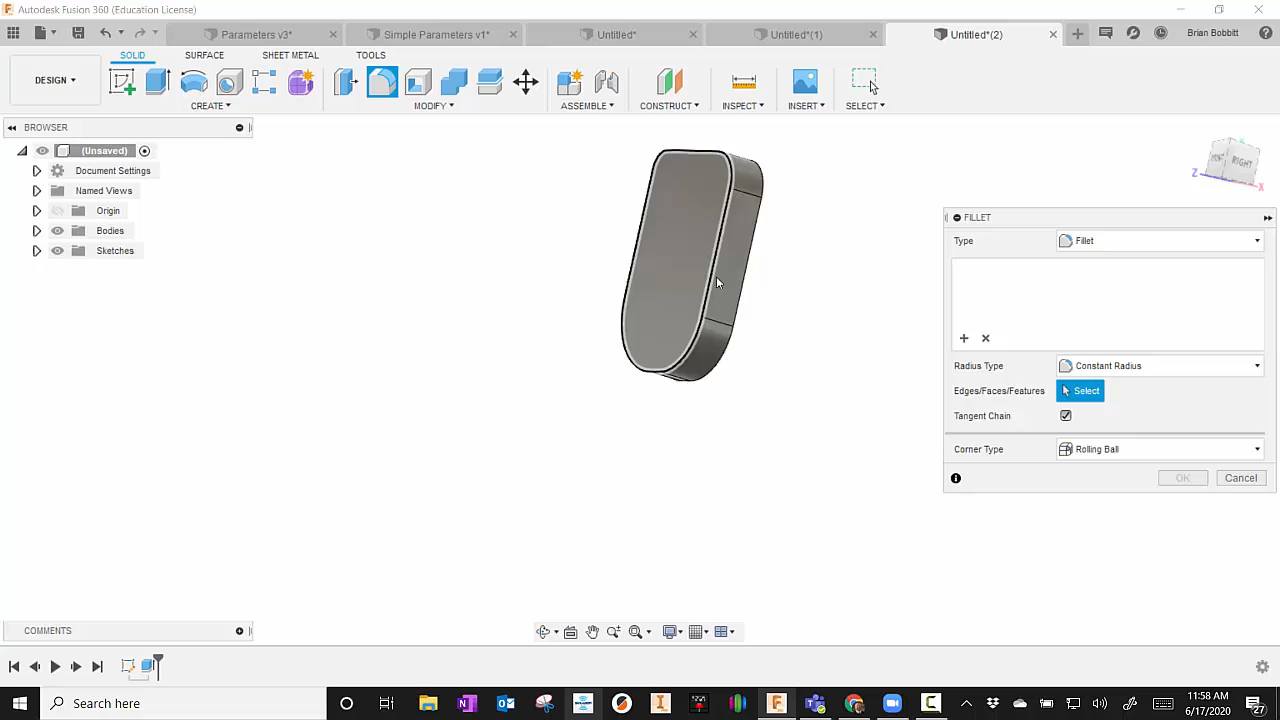 Autodesk Fusion 360 (Education License)
Parameters v3*
Simple Parameters v1*
Untitled*
Untitled*(1)
Untitled*(2)
Brian Bobbitt
SOLID
SURFACE
SHEET METAL
TOOLS
DESIGN
CREATE
MODIFY
ASSEMBLE
CONSTRUCT
INSPECT
INSERT
SELECT
BROWSER
(Unsaved)
Document Settings
Named Views
Origin
Bodies
Sketches
RIGHT
Z
X
FILLET
Type Fillet
Radius Type Constant Radius
Edges/Faces/Features Select
Tangent Chain
Corner Type Rolling Ball
OK Cancel
COMMENTS
Search here
11:58 AM
6/17/2020
27